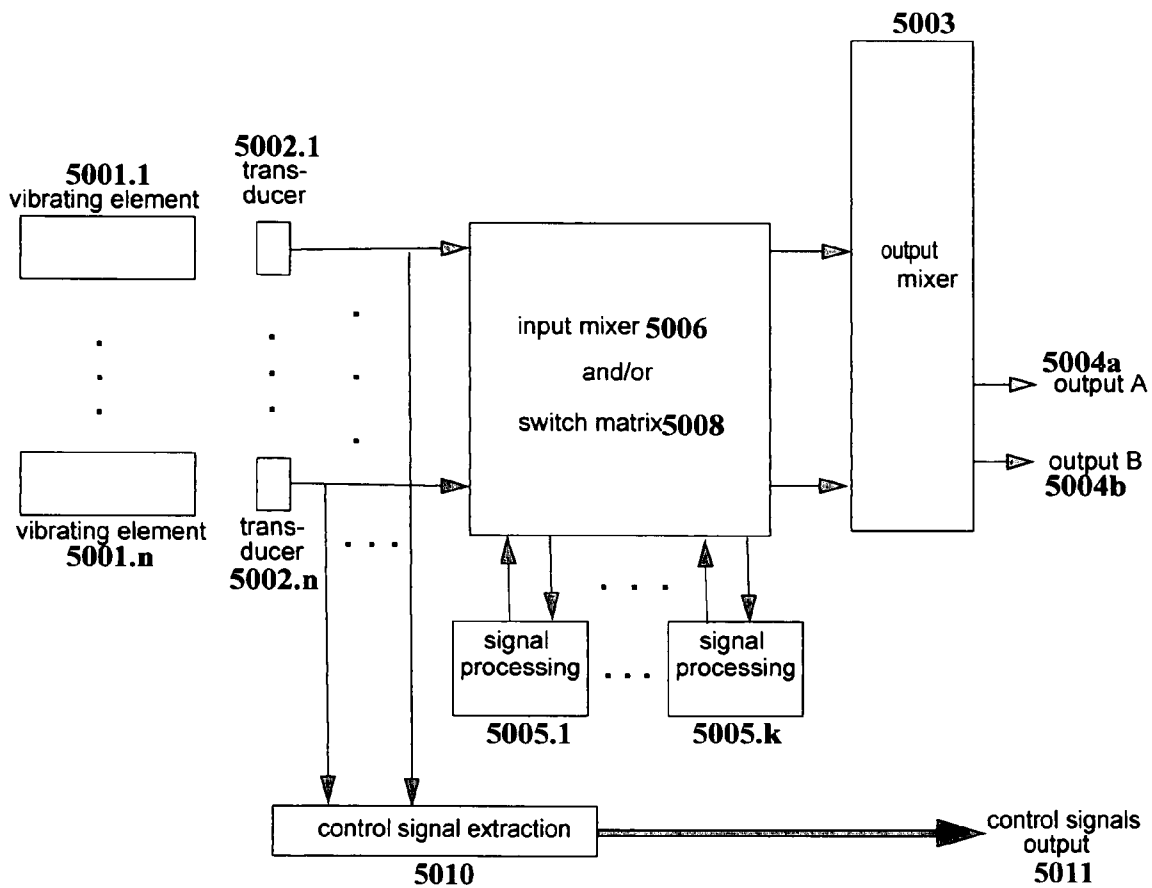 5003
5002.1
trans-
ducer
5001.1
vibrating element
output
mixer
input mixer 5006
and/or
switch matrix5008
5004a
output A
output B
5004b
vibrating element
5001.n
trans-
ducer
5002.n
signal
processing
5005.1
signal
processing
5005.k
control signal extraction
5010
control signals
output
5011